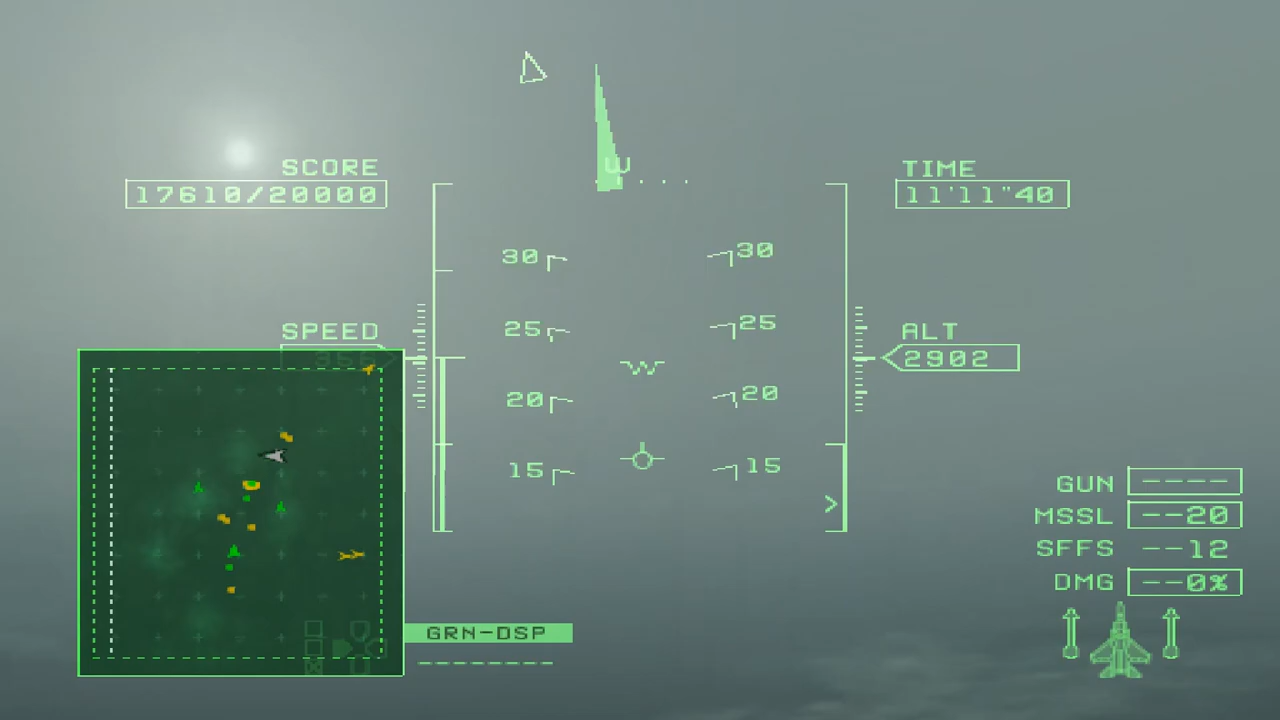 W
SCORE
17610/20000
TIME
11'11"40
30 30
25 25
20 20
15 15
SPEED
ALT
2902
GUN ----
MSSL --20
SFFS --12
DMG --0%
GRN-DSP
--------